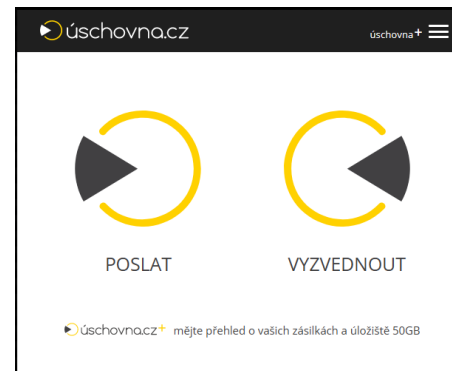 úschovna.cz
úschovna+
POSLAT
VYZVEDNOUT
úschovna.cz+ mějte přehled o vašich zásilkách a úložiště 50GB